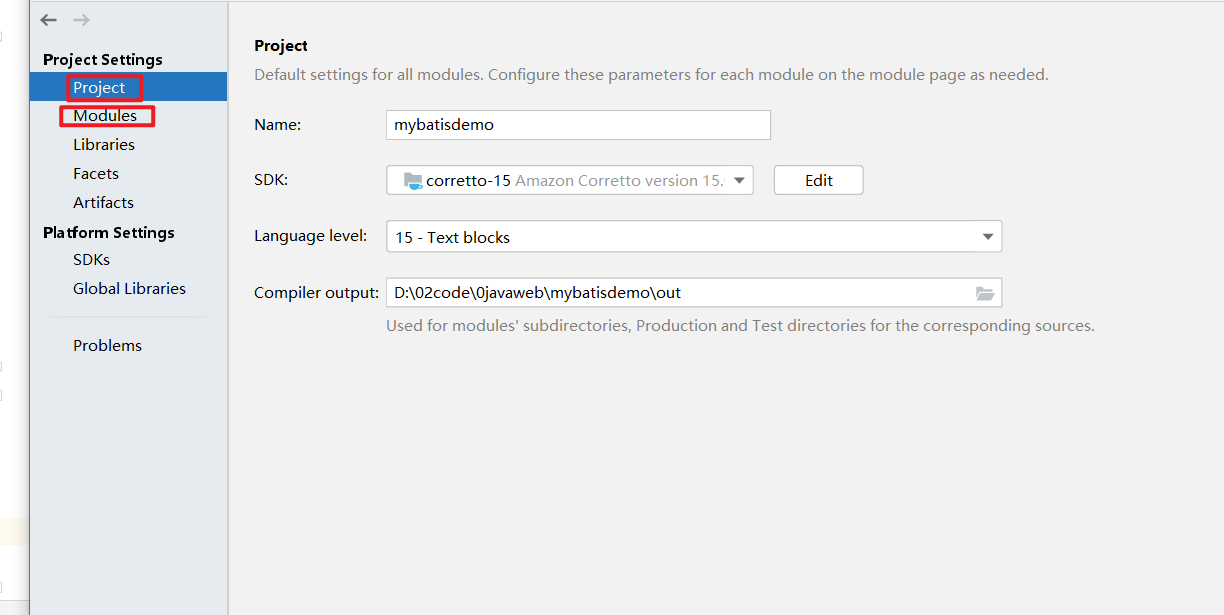 Project Settings
Project
Modules
Libraries
Facets
Artifacts
Platform Settings
SDKs
Global Libraries
Problems
Project
Default settings for all modules. Configure these parameters for each module on the module page as needed.
Name: mybatisdemo
SDK: corretto-15 Amazon Corretto version 15. Edit
Language level: 15 - Text blocks
Compiler output: D:\02code\0javaweb\mybatisdemo\out
Used for modules' subdirectories, Production and Test directories for the corresponding sources.